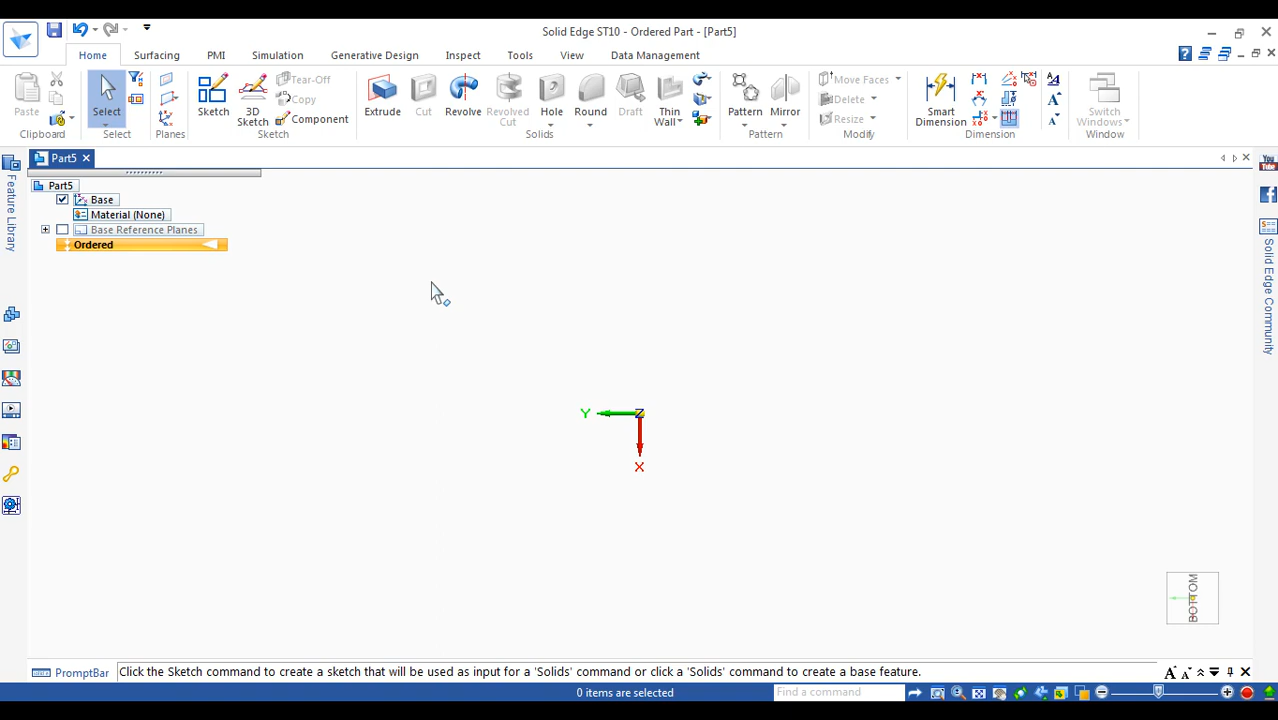 Solid Edge ST10 - Ordered Part - [Part5]
Home Surfacing PMI Simulation Generative Design Inspect Tools View Data Management
Paste
Clipboard
Select
Select
Planes
Sketch
3D Sketch
Tear-Off
Copy
Component
Sketch
Extrude
Cut
Revolve
Revolved Cut
Hole
Round
Draft
Thin Wall
Solids
Pattern
Mirror
Pattern
Move Faces
Delete
Resize
Modify
Smart Dimension
Dimension
Switch Windows
Window
Part5
Feature Library
Part5
Base
Material (None)
Base Reference Planes
Ordered
Y
Z
X
BOTTOM
You Tube
Solid Edge Community
PromptBar
Click the Sketch command to create a sketch that will be used as input for a 'Solids' command or click a 'Solids' command to create a base feature.
0 items are selected
Find a command